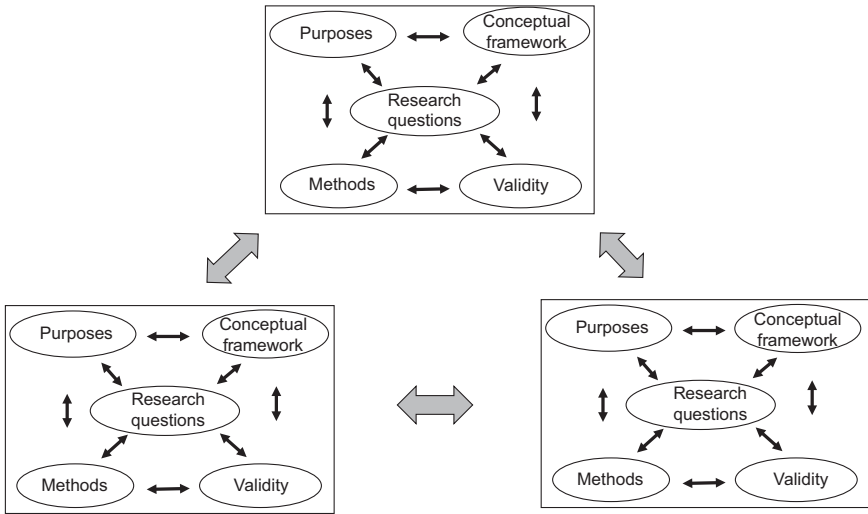 Purposes
Conceptual
framework
Research
questions
Methods
Validity
Purposes
Conceptual
framework
Research
questions
Methods
Validity
Purposes
Conceptual
framework
Research
questions
Methods
Validity